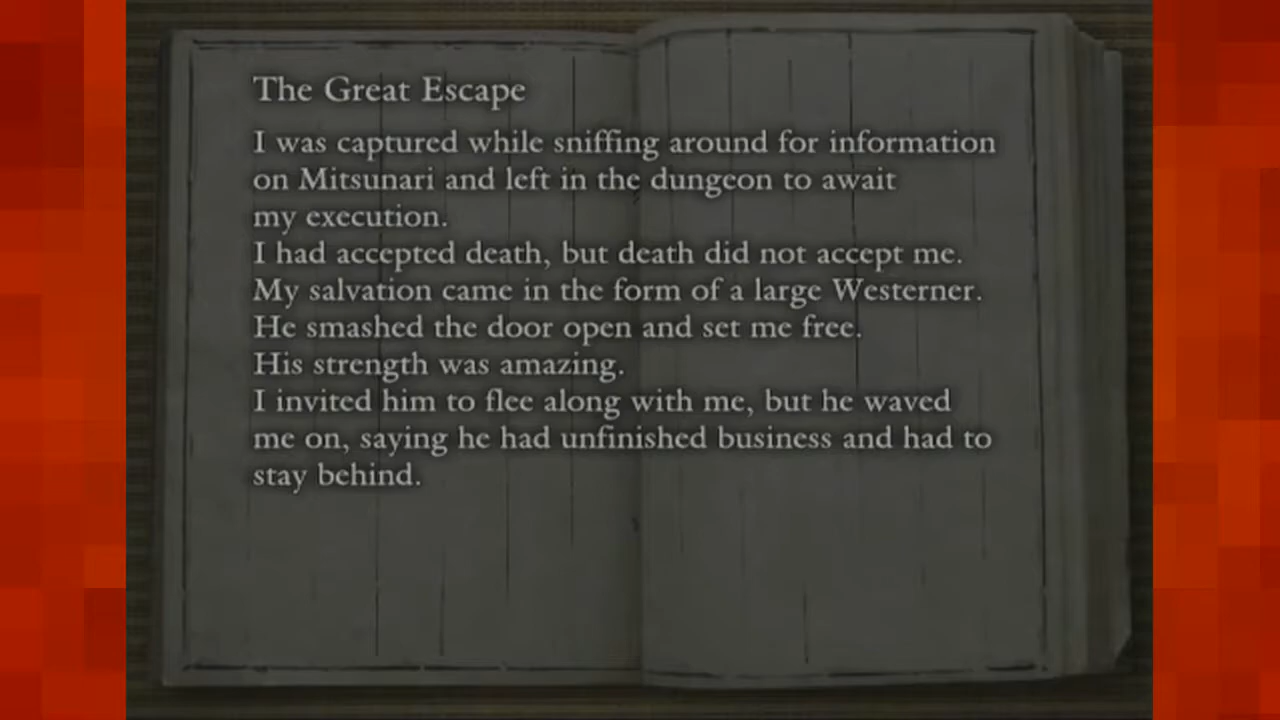 The Great Escape
I was captured while sniffing around for information
on Mitsunari and left in the dungeon to await
my execution.
I had accepted death, but death did not accept me.
My salvation came in the form of a large Westerner.
He smashed the door open and set me free.
His strength was amazing.
I invited him to flee along with me, but he waved
me on, saying he had unfinished business and had to
stay behind.